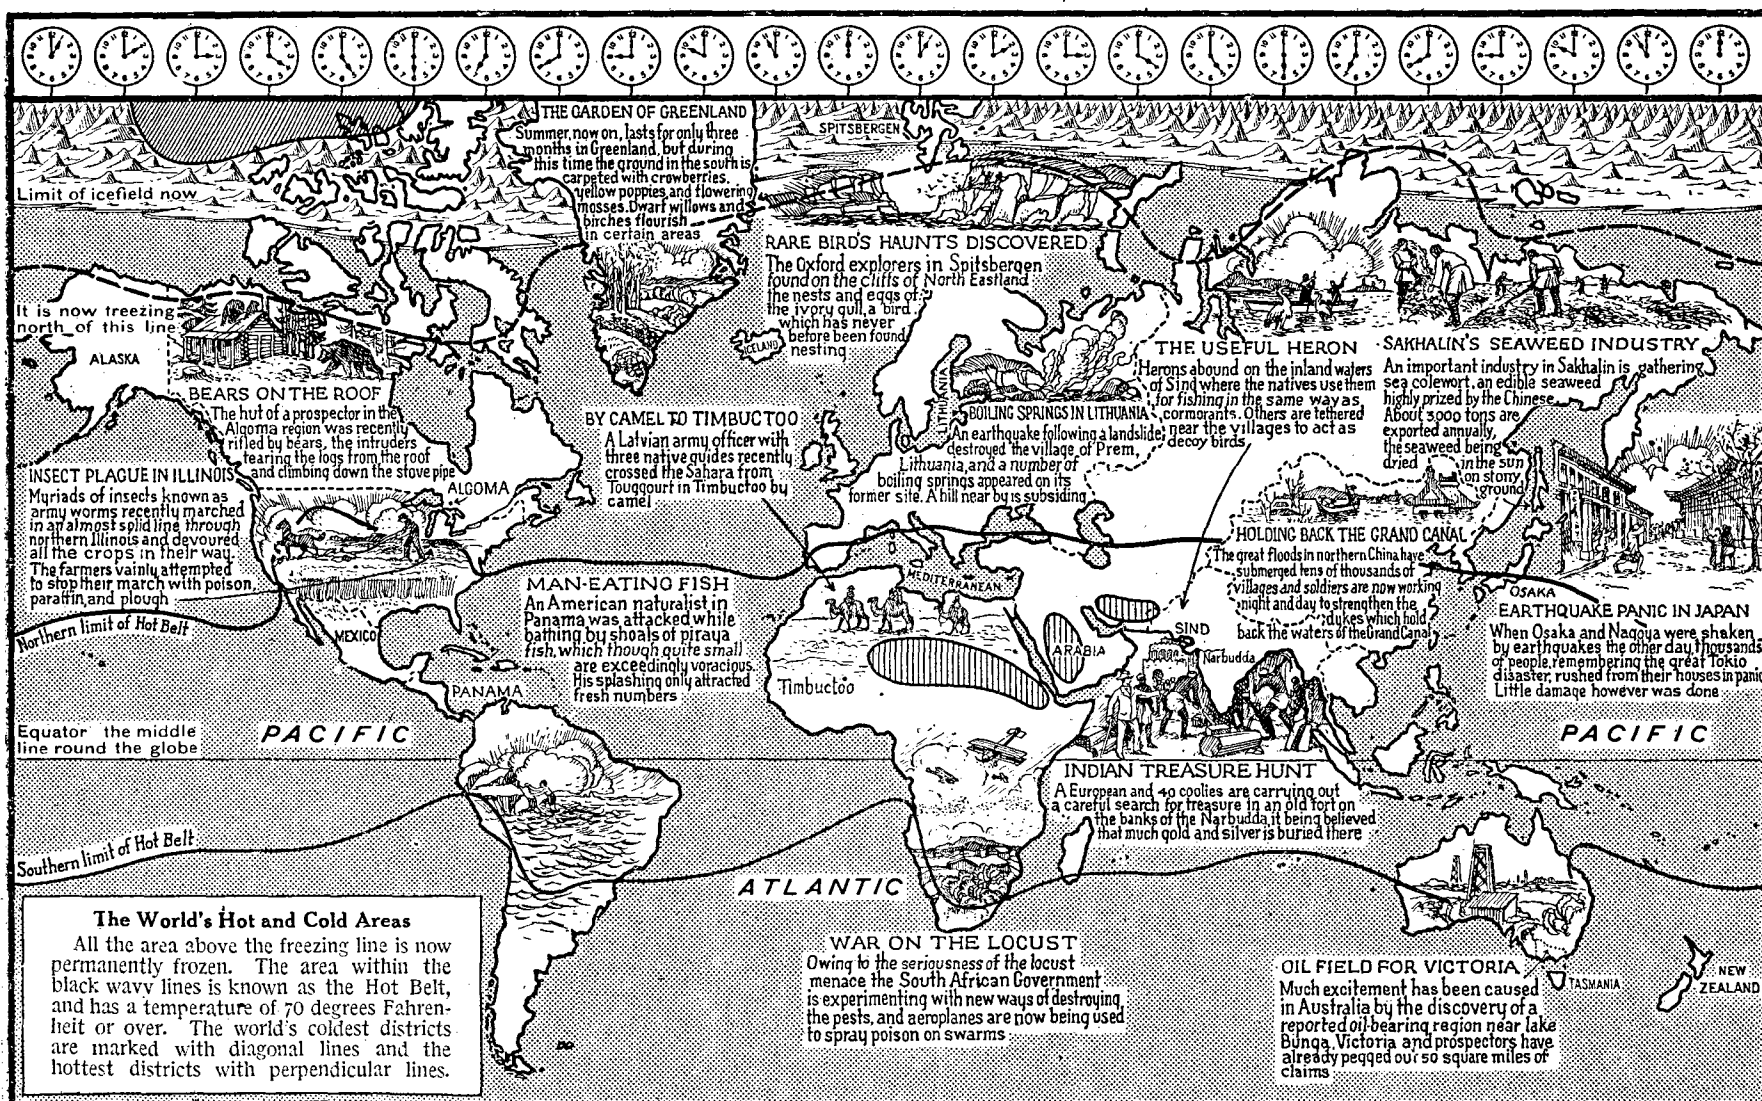 THE GARDEN OF GREENLAND
Summer, now on, lasts for only three
months in Greenland, but during
this time the ground in the south is
carpeted with crowberries,
yellow poppies, and flowering
mosses. Dwarf willows and
birches flourish
in certain areas
SPITSBERGEN
Limit of icefield now
RARE BIRD'S HAUNTS DISCOVERED
The Oxford explorers in Spitsbergen
found on the cliffs of North Eastland
the nests and eggs of
the ivory gull, a bird
which has never
before been found
nesting
It is now freezing
north of this line
ALASKA
ICELAND
BEARS ON THE ROOF
The hut of a prospector in the
Algoma region was recently
rifled by bears, the intruders
tearing the logs from the roof
and climbing down the stove pipe
ALGOMA
BY CAMEL TO TIMBUCTOO
A Latvian army officer with
three native guides recently
crossed the Sahara from
Touggourt in Timbuctoo by
camel
LITHUANIA
BOILING SPRINGS IN LITHUANIA
An earthquake following a landslide
destroyed the village of Prem,
Lithuania, and a number of
boiling springs appeared on its
former site. A hill near by is subsiding
THE USEFUL HERON
Herons abound on the inland waters
of Sind where the natives use them
for fishing in the same way as
cormorants. Others are tethered
near the villages to act as
decoy birds
SAKHALIN'S SEAWEED INDUSTRY
An important industry in Sakhalin is gathering
sea colewort, an edible seaweed
highly prized by the Chinese.
About 3000 tons are
exported annually,
the seaweed being
dried in the sun
on stony
ground
INSECT PLAGUE IN ILLINOIS
Myriads of insects known as
army worms recently marched
in an almost solid line through
northern Illinois and devoured
all the crops in their way.
The farmers vainly attempted
to stop their march with poison,
paraffin, and plough
Northern limit of Hot Belt
MAN-EATING FISH
An American naturalist in
Panama was attacked while
bathing by shoals of piraya
fish, which though quite small
are exceedingly voracious.
His splashing only attracted
fresh numbers
MEXICO
PANAMA
MEDITERRANEAN
Timbuctoo
ARABIA
SIND
Narbudda
HOLDING BACK THE GRAND CANAL
The great floods in northern China have
submerged tens of thousands of
villages and soldiers are now working
night and day to strengthen the
dykes which hold
back the waters of the Grand Canal
OSAKA
EARTHQUAKE PANIC IN JAPAN
When Osaka and Nagoya were shaken
by earthquakes the other day, thousands
of people, remembering the great Tokio
disaster, rushed from their houses in panic
Little damage however was done
Equator the middle
line round the globe
PACIFIC
PACIFIC
INDIAN TREASURE HUNT
A European and 40 coolies are carrying out
a careful search for treasure in an old fort on
the banks of the Narbudda, it being believed
that much gold and silver is buried there
Southern limit of Hot Belt
ATLANTIC
The World's Hot and Cold Areas
All the area above the freezing line is now
permanently frozen. The area within the
black wavy lines is known as the Hot Belt,
and has a temperature of 70 degrees Fahren-
heit or over. The world's coldest districts
are marked with diagonal lines and the
hottest districts with perpendicular lines.
WAR ON THE LOCUST
Owing to the seriousness of the locust
menace the South African Government
is experimenting with new ways of destroying
the pests, and aeroplanes are now being used
to spray poison on swarms
OIL FIELD FOR VICTORIA
Much excitement has been caused
in Australia by the discovery of a
reported oil-bearing region near lake
Bunga, Victoria and prospectors have
already pegged out 50 square miles of
claims
TASMANIA
NEW
ZEALAND